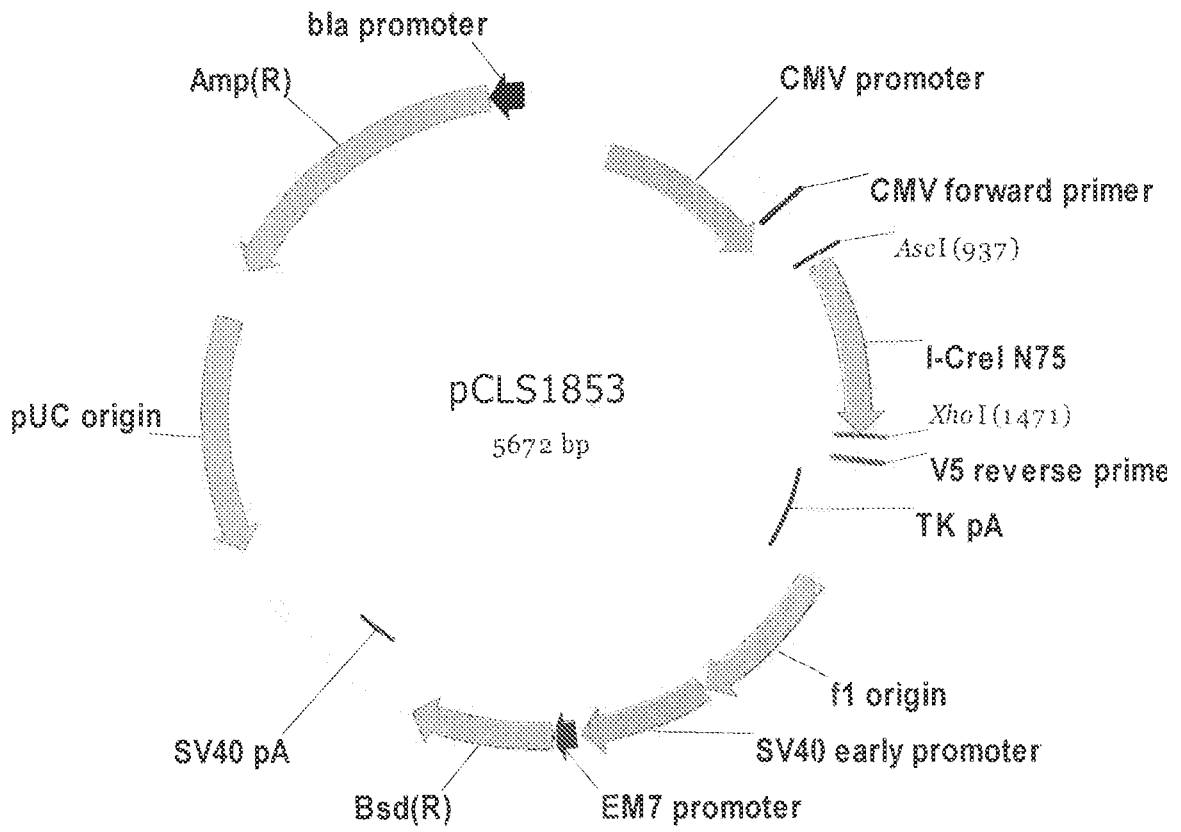 bla promoter
Amp(R)
CMV promoter
CMV forward primer
AscI (937)
I-CreI N75
pCLS1853
5672 bp
pUC origin
XhoI (1471)
V5 reverse prime
TK pA
f1 origin
SV40 pA
SV40 early promoter
Bsd(R)
EM7 promoter